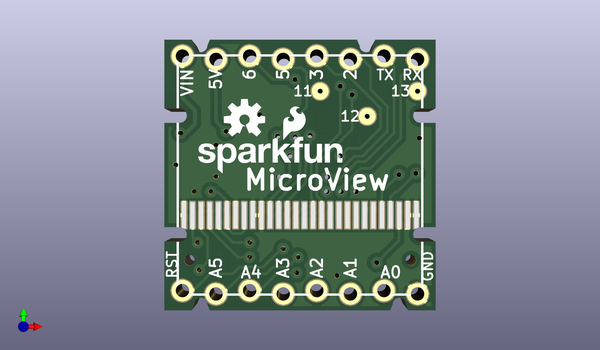 VIN 5V 6 5 3 2 TX RX
11 13
12
sparkfun
MicroView
RST A5 A4 A3 A2 A1 A0 GND